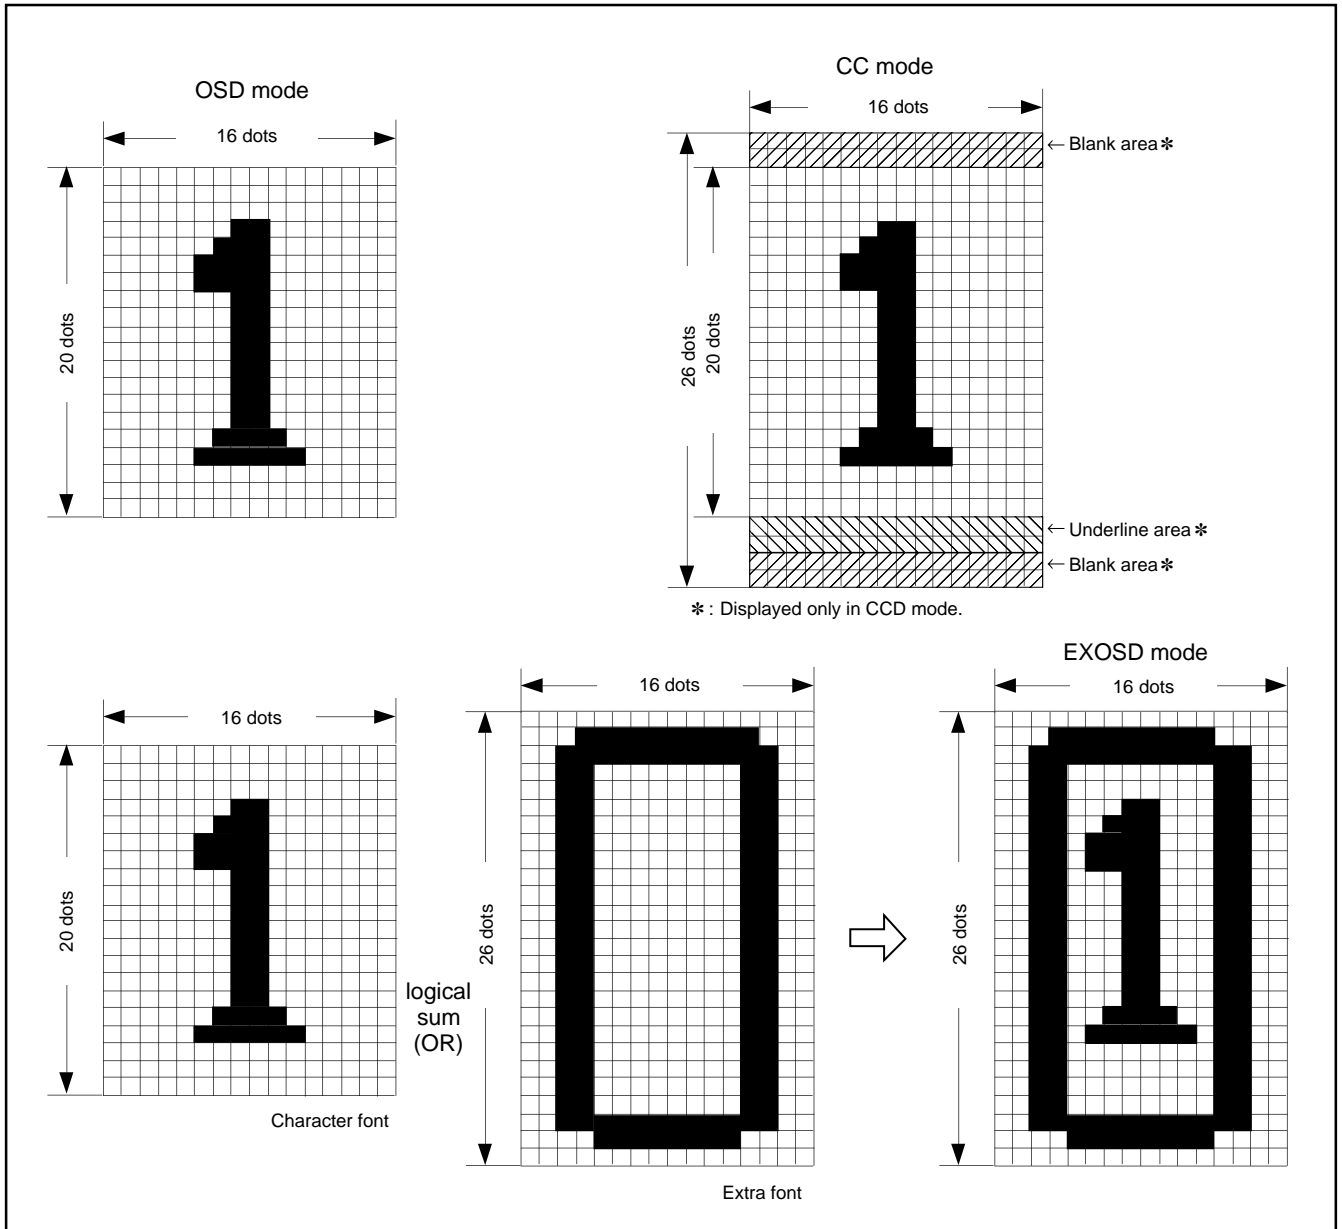 OSD mode
16 dots
20 dots
CC mode
16 dots
26 dots
20 dots
← Blank area ✻
← Underline area ✻
← Blank area ✻
✻ : Displayed only in CCD mode.
16 dots
20 dots
Character font
logical
sum
(OR)
16 dots
26 dots
Extra font
EXOSD mode
16 dots
26 dots